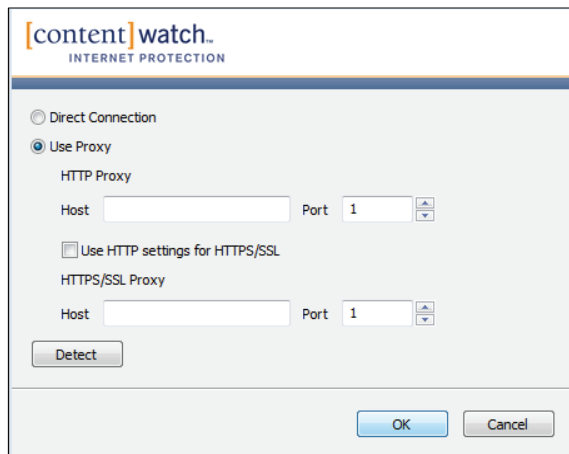 [content]watch™
INTERNET PROTECTION
Direct Connection
Use Proxy
HTTP Proxy
Host Port 1
Use HTTP settings for HTTPS/SSL
HTTPS/SSL Proxy
Host Port 1
Detect
OK Cancel